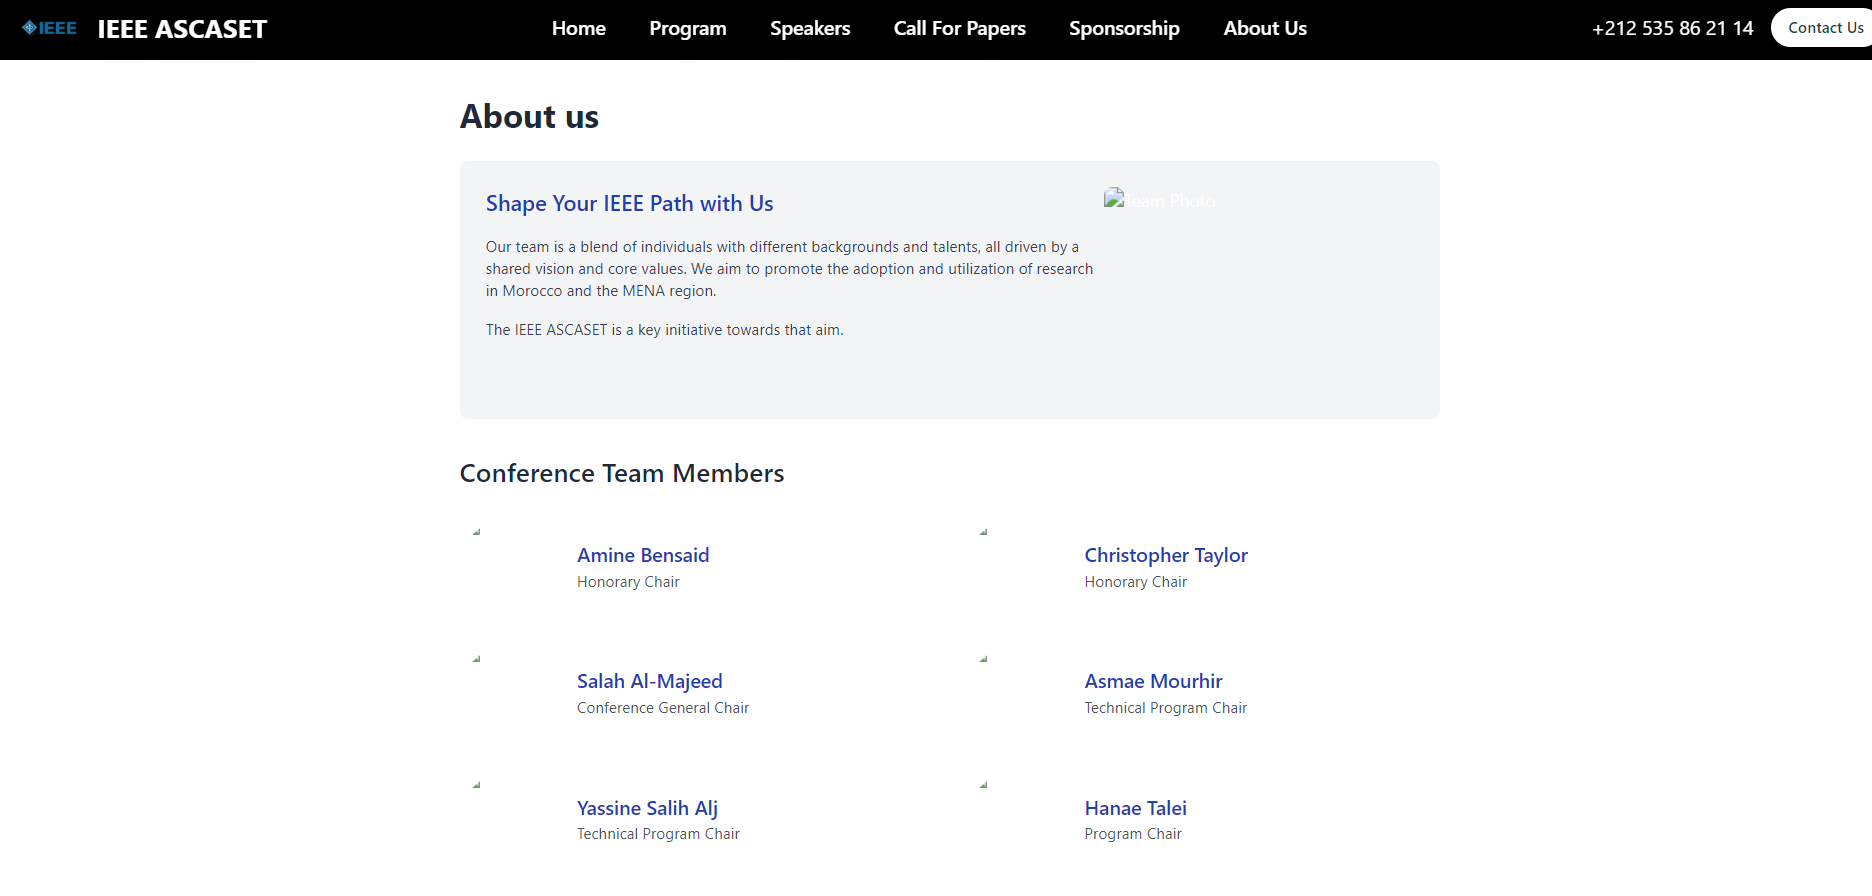 IEEE IEEE ASCASET Home Program Speakers Call For Papers Sponsorship About Us +212 535 86 21 14 Contact Us
About us
Shape Your IEEE Path with Us
Team Photo
Our team is a blend of individuals with different backgrounds and talents, all driven by a
shared vision and core values. We aim to promote the adoption and utilization of research
in Morocco and the MENA region.
The IEEE ASCASET is a key initiative towards that aim.
Conference Team Members
Amine Bensaid
Honorary Chair
Christopher Taylor
Honorary Chair
Salah Al-Majeed
Conference General Chair
Asmae Mourhir
Technical Program Chair
Yassine Salih Alj
Technical Program Chair
Hanae Talei
Program Chair